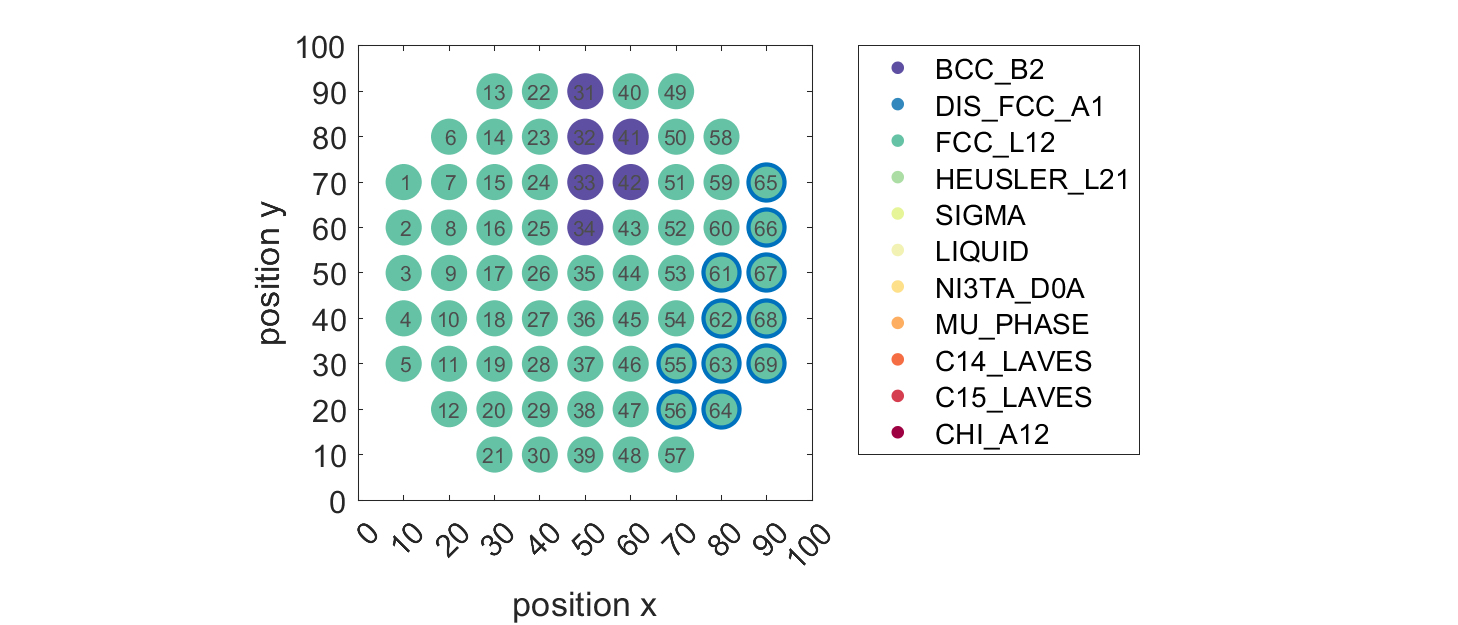 100
90
13 22 31 40 49
BCC_B2
DIS_FCC_A1
80
6 14 23 32 41 50 58
FCC_L12
70
1 7 15 24 33 42 51 59 65
HEUSLER_L21
SIGMA
60
2 8 16 25 34 43 52 60 66
LIQUID
50
3 9 17 26 35 44 53 61 67
NI3TA_D0A
40
4 10 18 27 36 45 54 62 68
MU_PHASE
30
5 11 19 28 37 46 55 63 69
C14_LAVES
C15_LAVES
20
12 20 29 38 47 56 64
CHI_A12
10
21 30 39 48 57
0
position y
0 10 20 30 40 50 60 70 80 90 100
position x